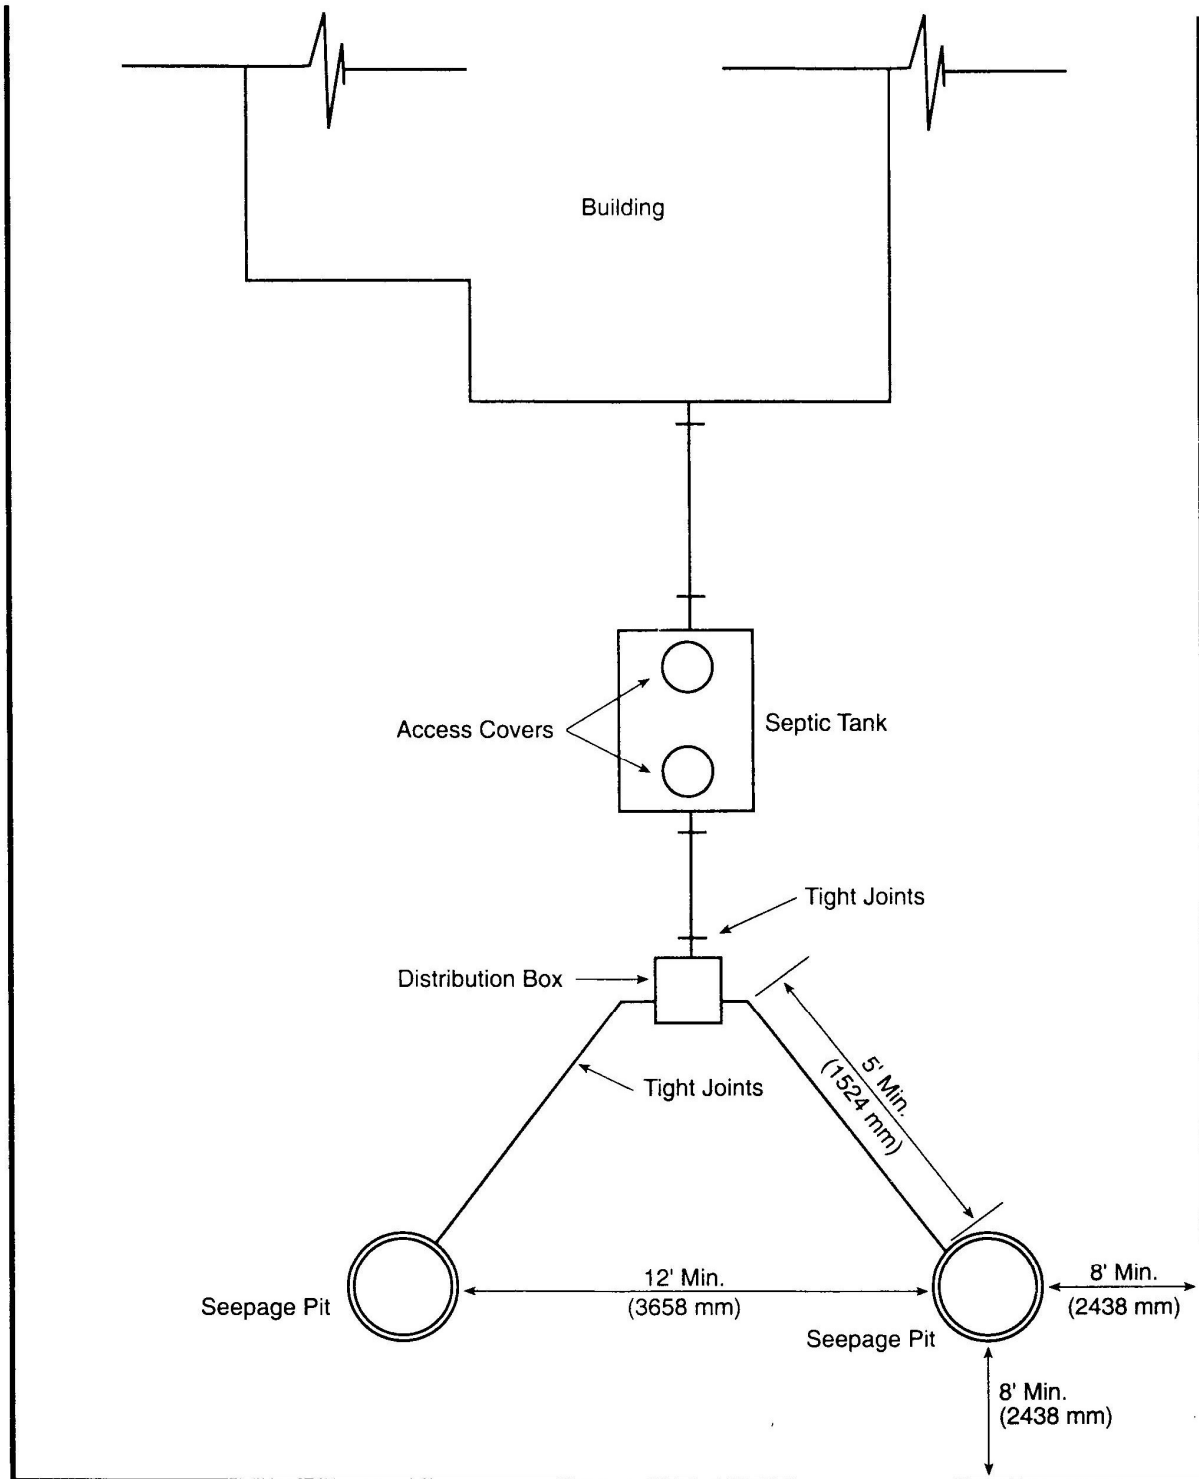 Building
Access Covers
Septic Tank
Tight Joints
Distribution Box
5' Min.
(1524 mm)
Tight Joints
12' Min.
(3658 mm)
8' Min.
(2438 mm)
Seepage Pit
Seepage Pit
8' Min.
(2438 mm)